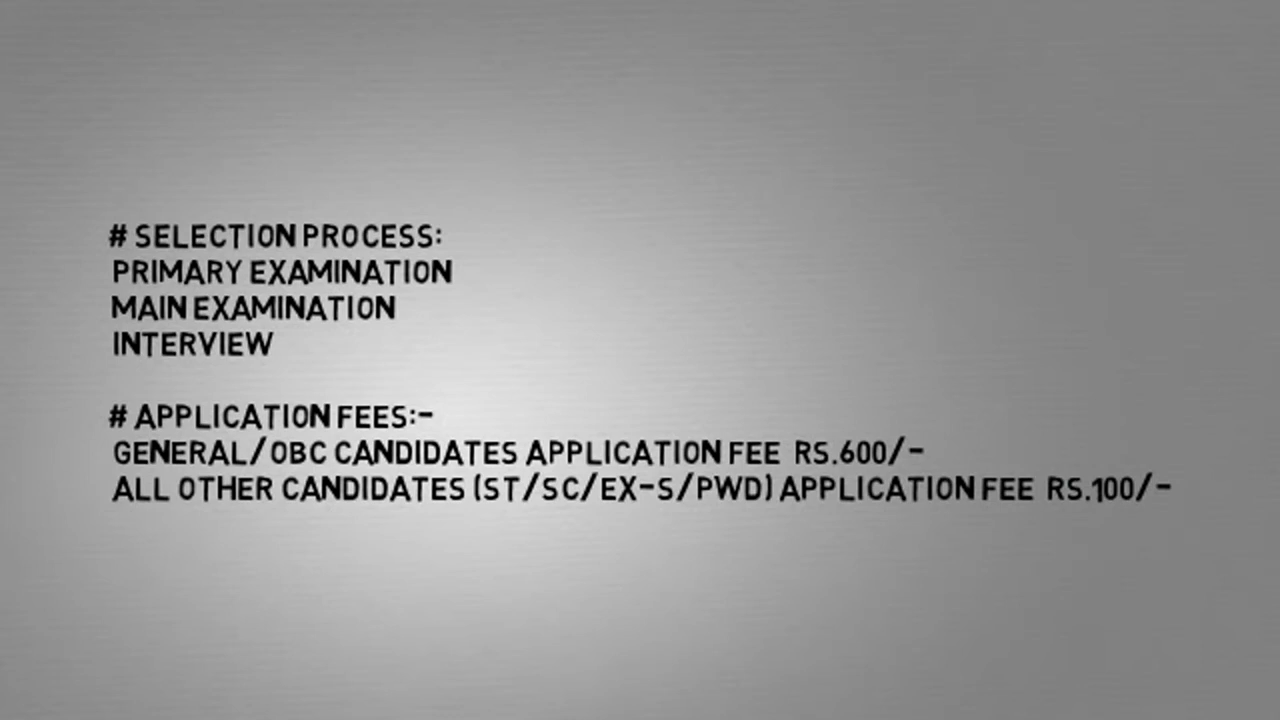 # SELECTION PROCESS:
PRIMARY EXAMINATION
MAIN EXAMINATION
INTERVIEW
# APPLICATION FEES:-
GENERAL/OBC CANDIDATES APPLICATION FEE RS.600/-
ALL OTHER CANDIDATES (ST/SC/EX-S/PWD) APPLICATION FEE RS.100/-